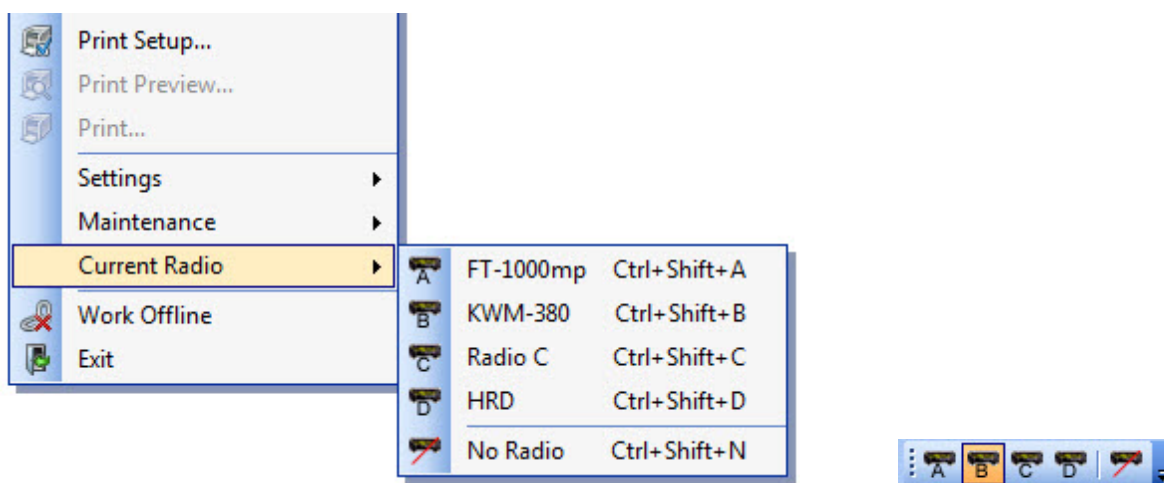 Print Setup...
Print Preview...
Print...
Settings
Maintenance
Current Radio
Work Offline
Exit
A FT-1000mp Ctrl+Shift+A
B KWM-380 Ctrl+Shift+B
C Radio C Ctrl+Shift+C
D HRD Ctrl+Shift+D
No Radio Ctrl+Shift+N
A B C D